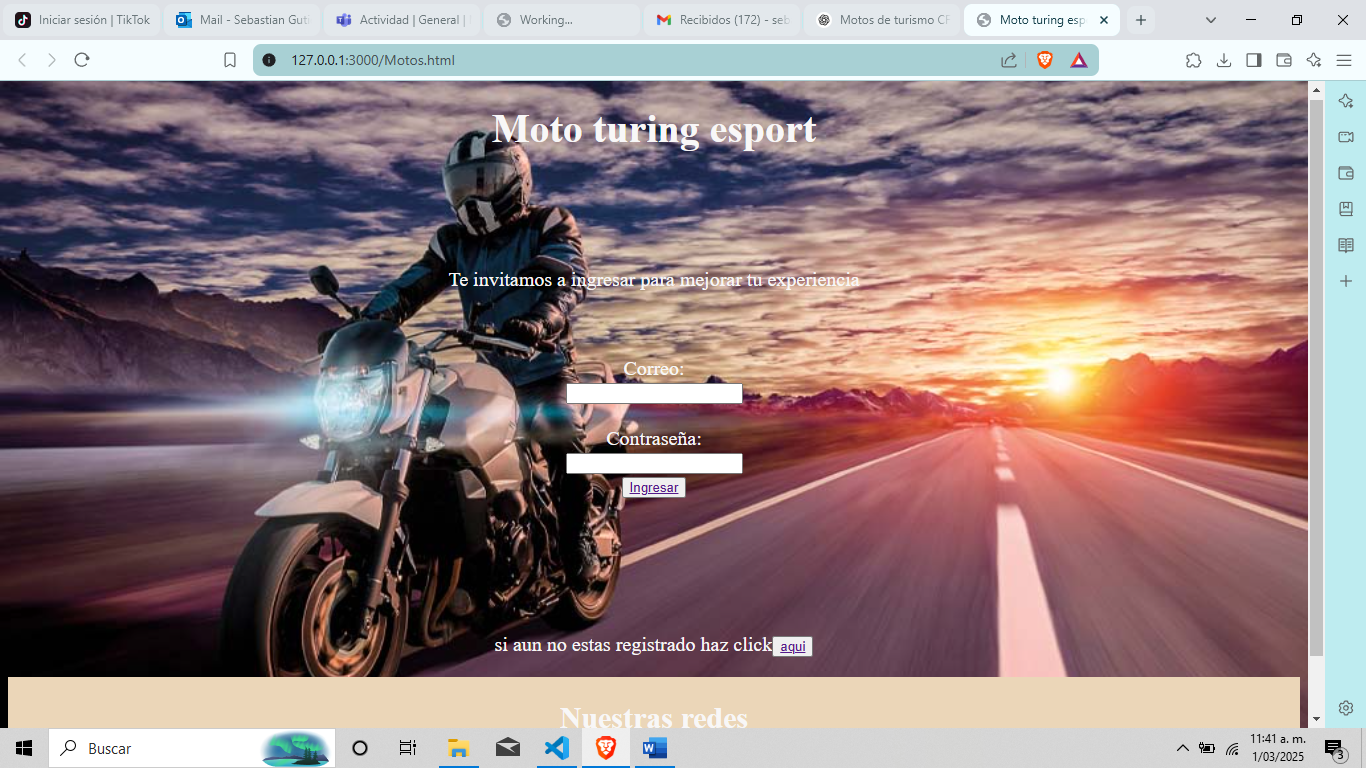 Iniciar sesión | TikTok
Mail - Sebastian Guti
Actividad | General |
Working...
Recibidos (172) - seb
Motos de turismo CF
Moto turing esp
127.0.0.1:3000/Motos.html
Moto turing esport
Te invitamos a ingresar para mejorar tu experiencia
Correo:
Contraseña:
Ingresar
si aun no estas registrado haz click aqui
Nuestras redes
Buscar
11:41 a. m.
1/03/2025
3